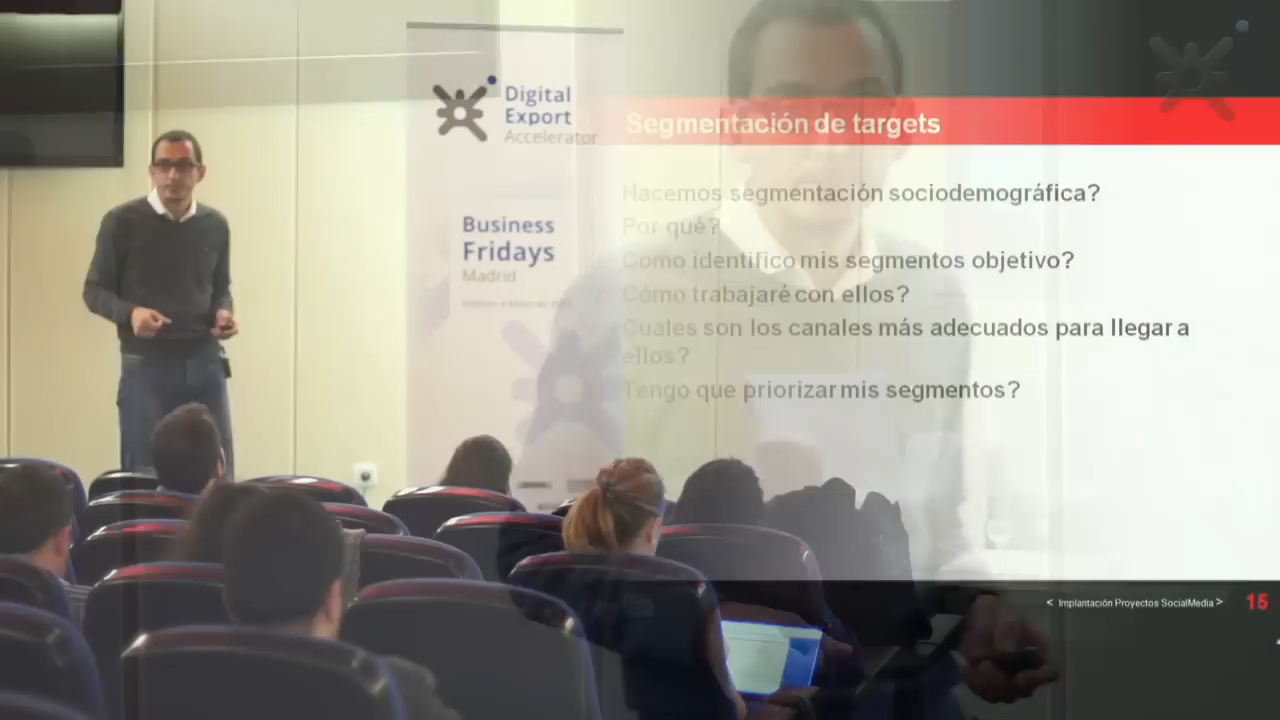 Digital
Export
Accelerator
Business
Fridays
Madrid
Segmentación de targets
Hacemos segmentación sociodemográfica?
Por qué?
Como identifico mis segmentos objetivo?
Cómo trabajaré con ellos?
Cuales son los canales más adecuados para llegar a
ellos?
Tengo que priorizar mis segmentos?
< Implantación Proyectos SocialMedia >
15